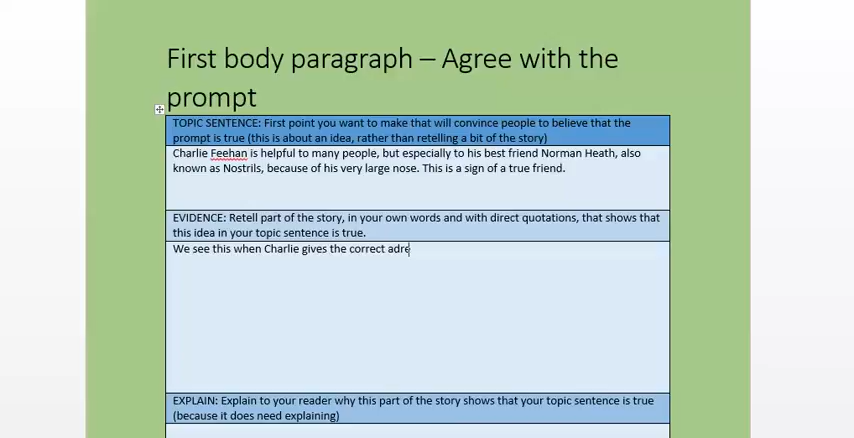 First body paragraph – Agree with the
prompt
TOPIC SENTENCE: First point you want to make that will convince people to believe that the
prompt is true (this is about an idea, rather than retelling a bit of the story)
Charlie Feehan is helpful to many people, but especially to his best friend Norman Heath, also
known as Nostrils, because of his very large nose. This is a sign of a true friend.
EVIDENCE: Retell part of the story, in your own words and with direct quotations, that shows that
this idea in your topic sentence is true.
We see this when Charlie gives the correct adre
EXPLAIN: Explain to your reader why this part of the story shows that your topic sentence is true
(because it does need explaining)